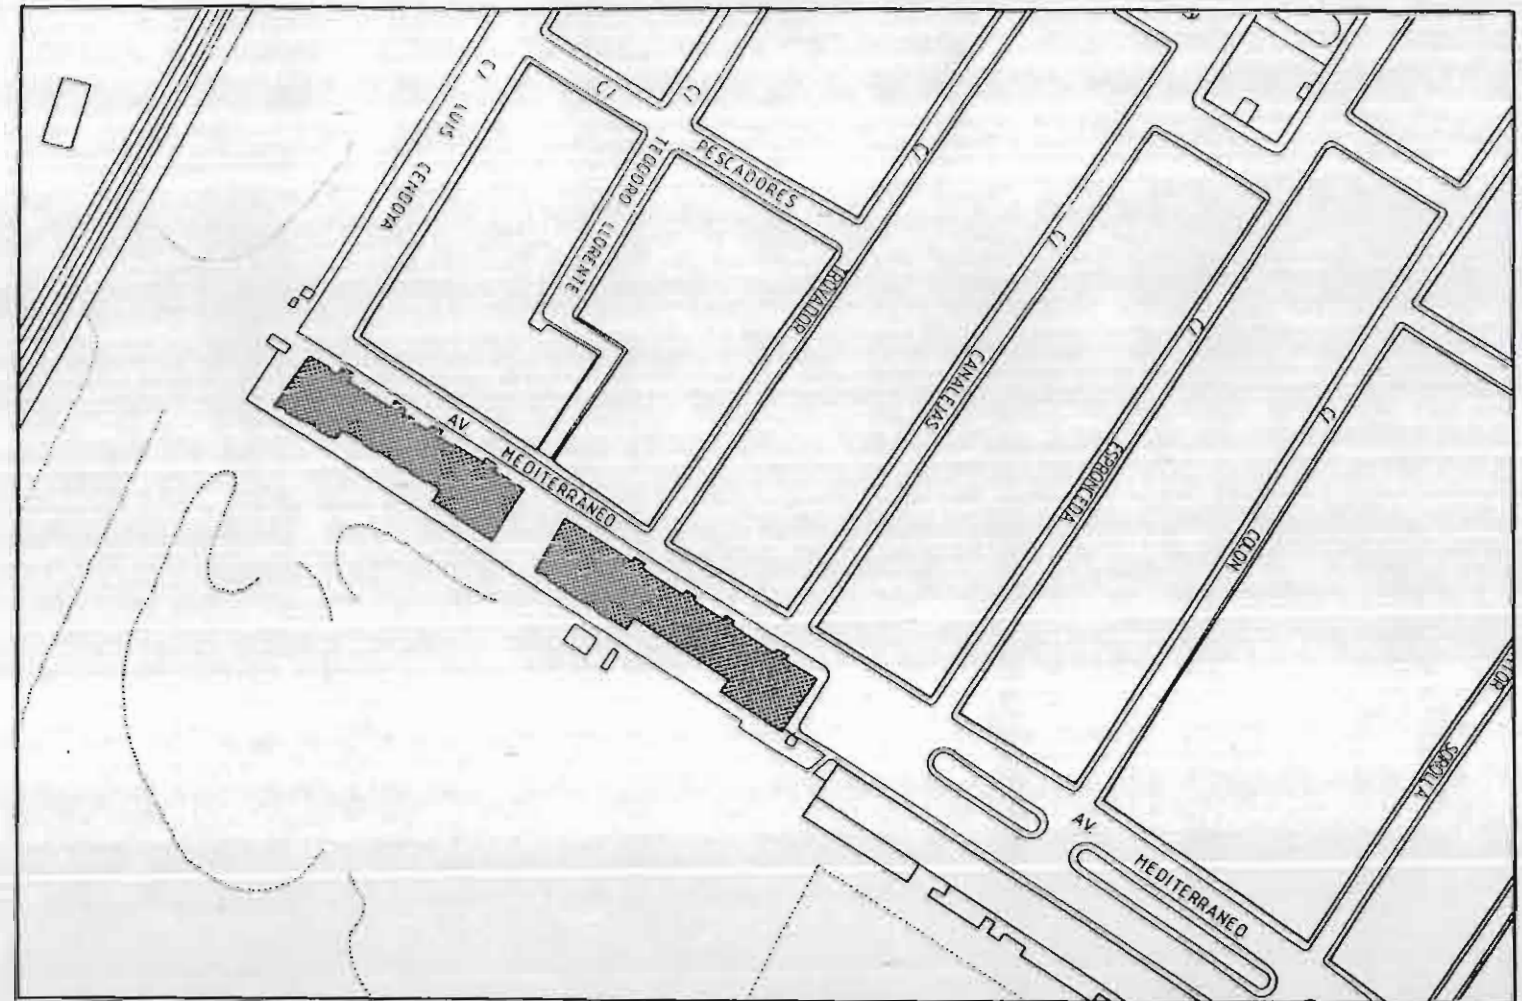 C/ LUIS CENDOYA
C/ PESCADORES
C/ TEODORO LLORENTE
C/ TROVADOR
C/ CANALEJAS
C/ ESPRONCEDA
C/ COLON
SOROLLA
AV. MEDITERRANEO
AV. MEDITERRANEO